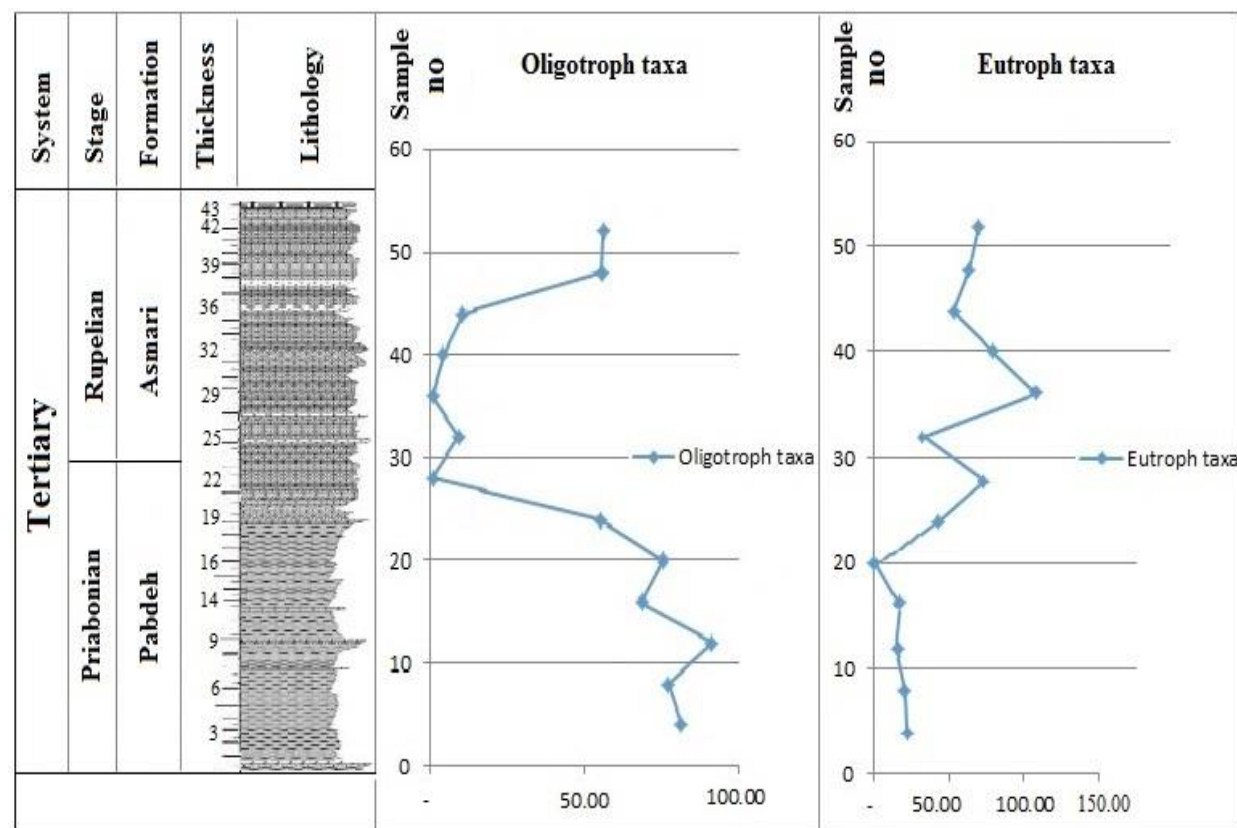 System
Stage
Formation
Thickness
Lithology
Tertiary
Rupelian
Priabonian
Asmari
Pabdeh
43
42
39
36
32
29
25
22
19
16
14
9
6
3
Sample
no
Oligotroph taxa
60
50
40
30
20
10
0
-
50.00
100.00
Oligotroph taxa
Sample
no
Eutroph taxa
60
50
40
30
20
10
0
-
50.00
100.00
150.00
Eutroph taxa